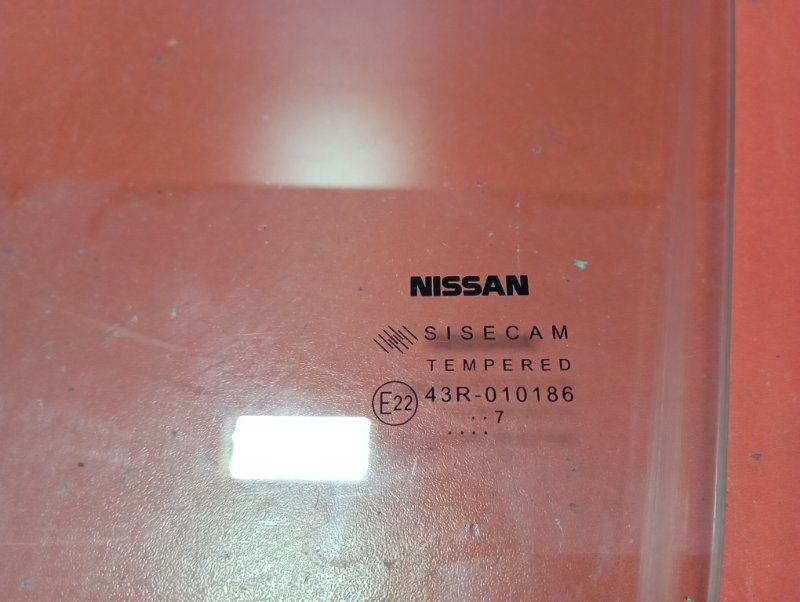 NISSAN
SISECAM
TEMPERED
E22 43R-010186
..7
....